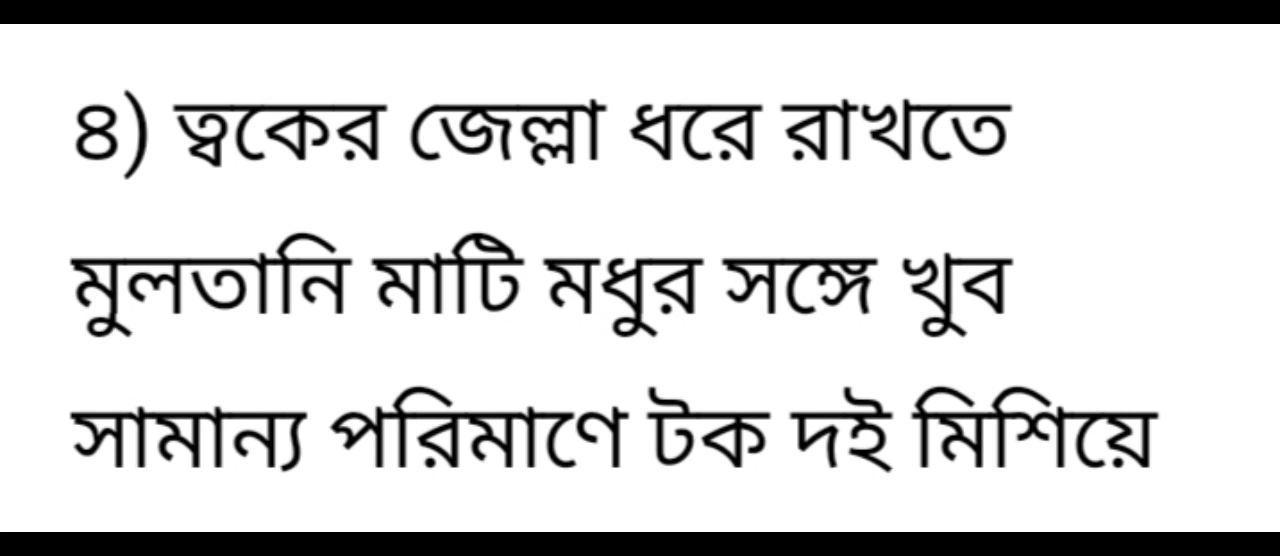 ৪) ত্বকের জেল্লা ধরে রাখতে
মুলতানি মাটি মধুর সঙ্গে খুব
সামান্য পরিমাণে টক দই মিশিয়ে